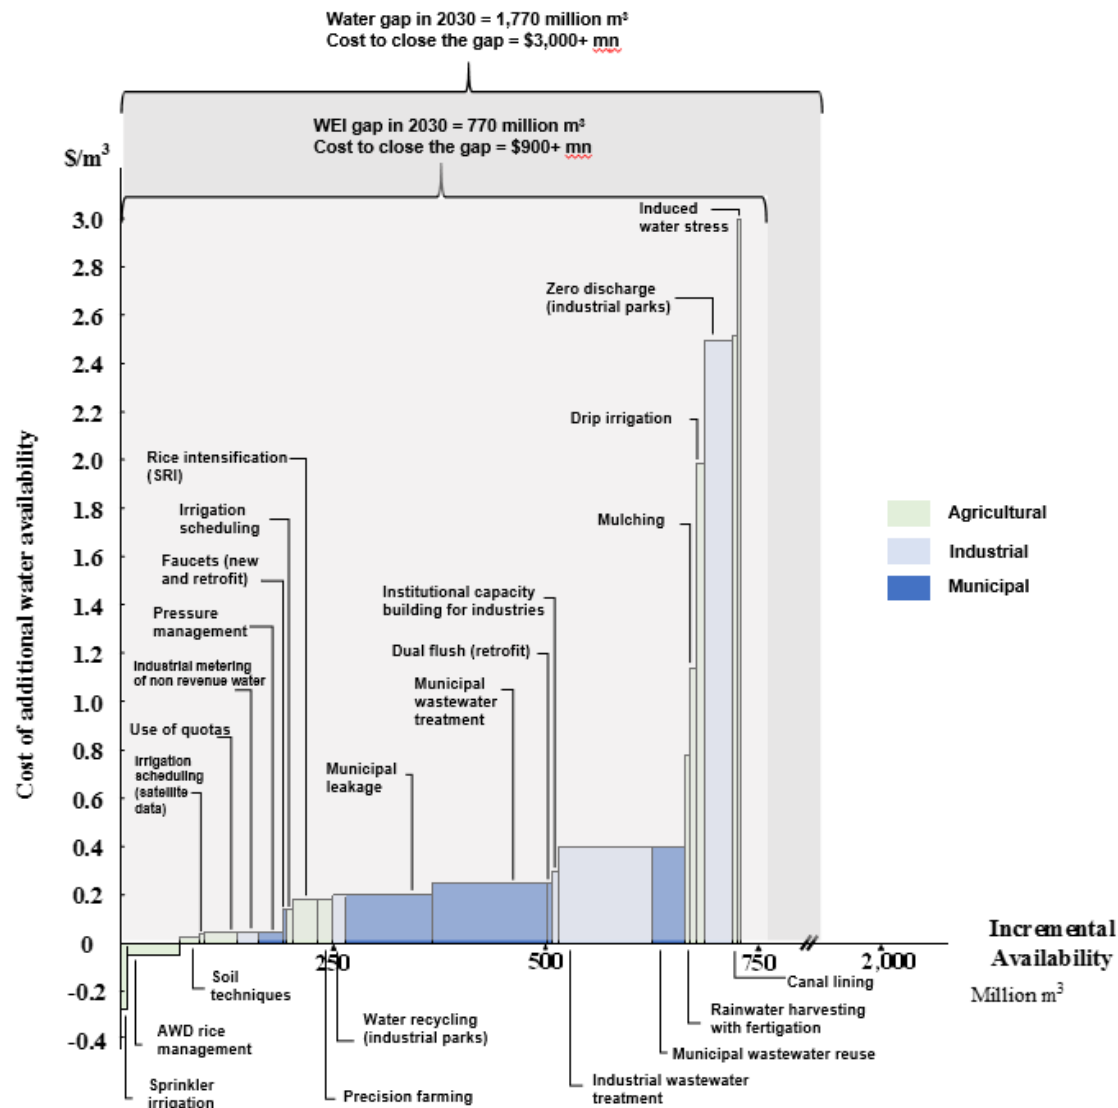 Water gap in 2030 = 1,770 million m³
Cost to close the gap = $3,000+ mn
WEI gap in 2030 = 770 million m³
Cost to close the gap = $900+ mn
$/m³
3.0
2.8
2.6
2.4
2.2
2.0
1.8
1.6
1.4
1.2
1.0
0.8
0.6
0.4
0.2
0
-0.2
-0.4
Cost of additional water availability
Induced
water stress
Zero discharge
(industrial parks)
Drip irrigation
Mulching
Rice intensification
(SRI)
Irrigation
scheduling
Faucets (new
and retrofit)
Pressure
management
Industrial metering
of non revenue water
Use of quotas
Irrigation
scheduling
(satellite
data)
Institutional capacity
building for industries
Dual flush (retrofit)
Municipal
wastewater
treatment
Municipal
leakage
Agricultural
Industrial
Municipal
250
500
750
2,000
Incremental
Availability
Million m³
Soil
techniques
AWD rice
management
Sprinkler
irrigation
Water recycling
(industrial parks)
Precision farming
Canal lining
Rainwater harvesting
with fertigation
Municipal wastewater reuse
Industrial wastewater
treatment